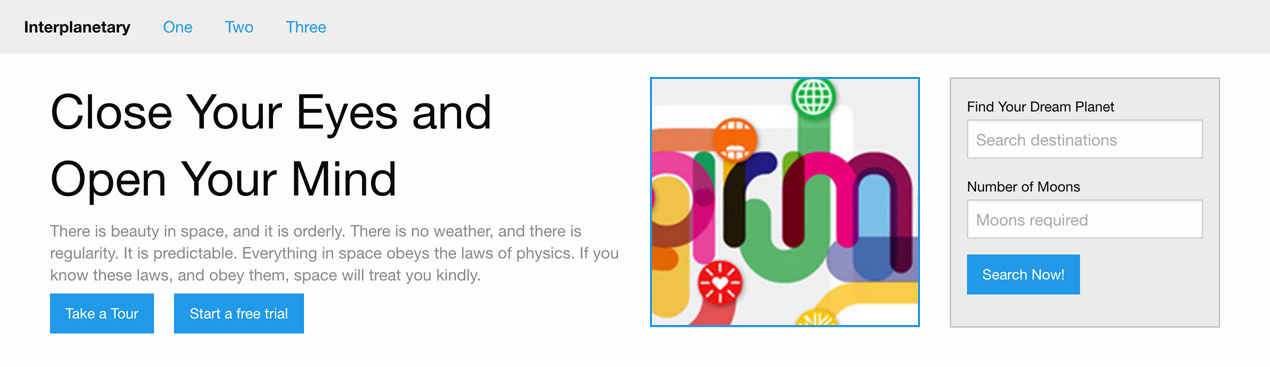 Interplanetary One Two Three
Close Your Eyes and
Open Your Mind
There is beauty in space, and it is orderly. There is no weather, and there is
regularity. It is predictable. Everything in space obeys the laws of physics. If you
know these laws, and obey them, space will treat you kindly.
Take a Tour Start a free trial
Find Your Dream Planet
Search destinations
Number of Moons
Moons required
Search Now!